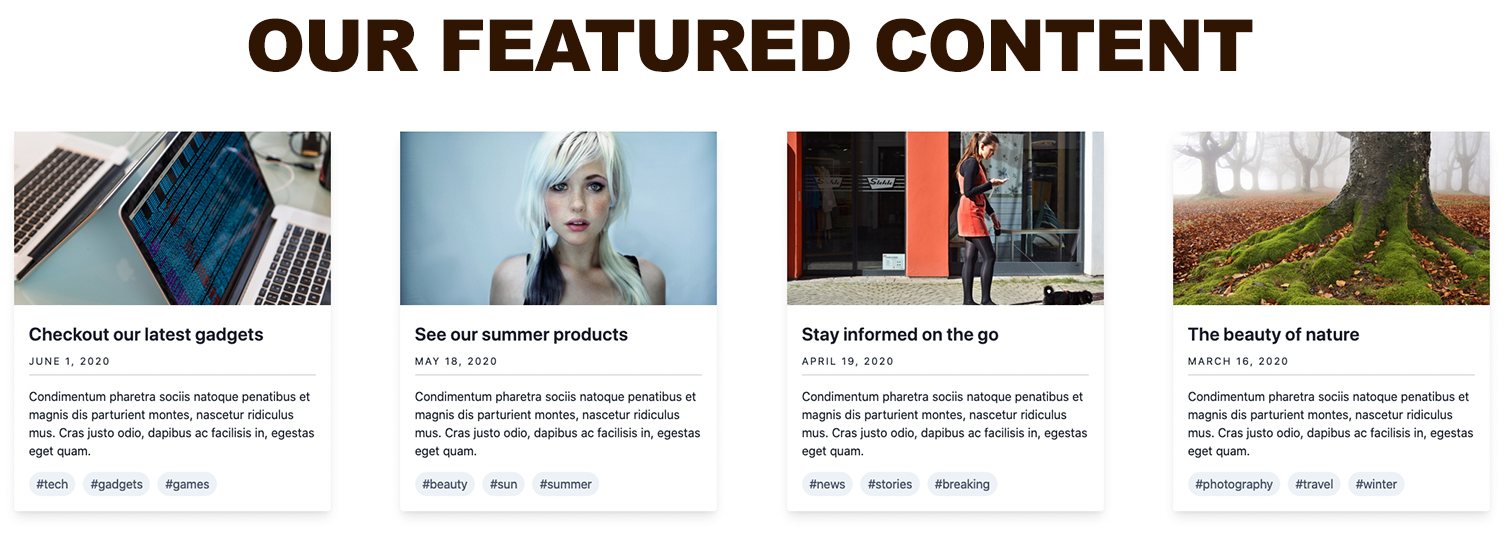 OUR FEATURED CONTENT
Stehle
Checkout our latest gadgets
JUNE 1, 2020
Condimentum pharetra sociis natoque penatibus et
magnis dis parturient montes, nascetur ridiculus
mus. Cras justo odio, dapibus ac facilisis in, egestas
eget quam.
#tech #gadgets #games
See our summer products
MAY 18, 2020
Condimentum pharetra sociis natoque penatibus et
magnis dis parturient montes, nascetur ridiculus
mus. Cras justo odio, dapibus ac facilisis in, egestas
eget quam.
#beauty #sun #summer
Stay informed on the go
APRIL 19, 2020
Condimentum pharetra sociis natoque penatibus et
magnis dis parturient montes, nascetur ridiculus
mus. Cras justo odio, dapibus ac facilisis in, egestas
eget quam.
#news #stories #breaking
The beauty of nature
MARCH 16, 2020
Condimentum pharetra sociis natoque penatibus et
magnis dis parturient montes, nascetur ridiculus
mus. Cras justo odio, dapibus ac facilisis in, egestas
eget quam.
#photography #travel #winter